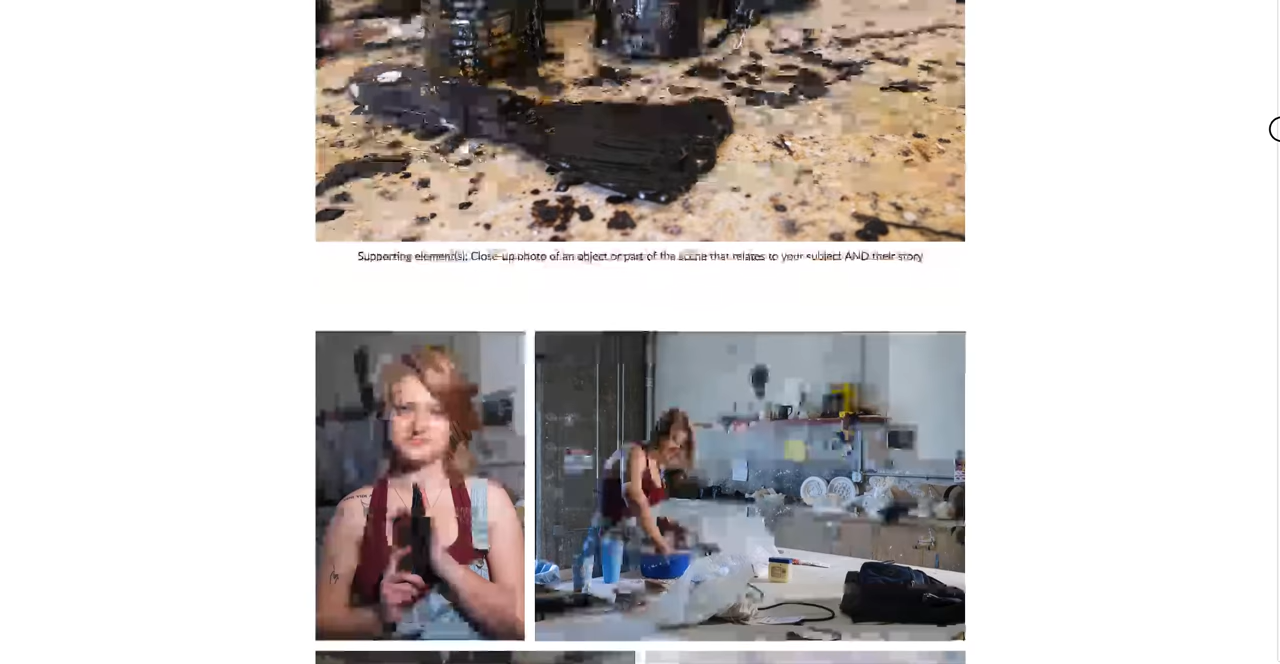 Supporting element(s): Close-up photo of an object or part of the scene that relates to your subject AND their story